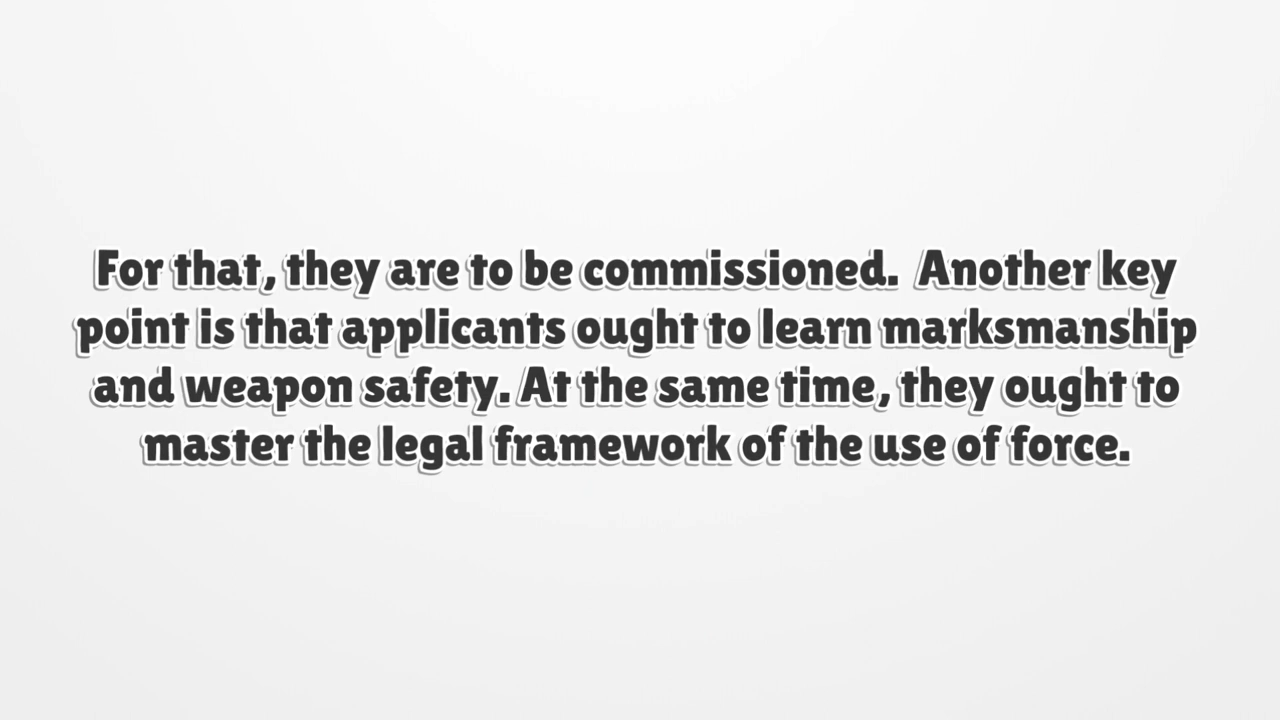 For that, they are to be commissioned.  Another key
point is that applicants ought to learn marksmanship
and weapon safety. At the same time, they ought to
master the legal framework of the use of force.